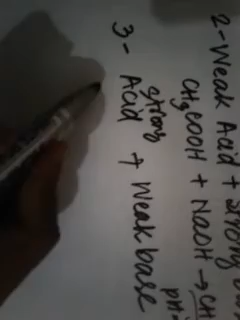 2-Weak Acid + strong
CH₃COOH + NaOH → CH
pH
3- strong Acid + Weak base